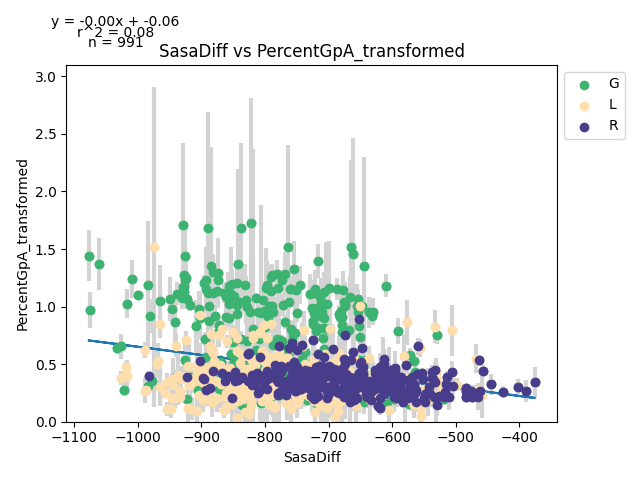 y = -0.00x + -0.06
r^2 = 0.08
n = 991
SasaDiff vs PercentGpA_transformed
G
L
R
PercentGpA_transformed
3.0
2.5
2.0
1.5
1.0
0.5
0.0
−1100
−1000
−900
−800
−700
−600
−500
−400
SasaDiff